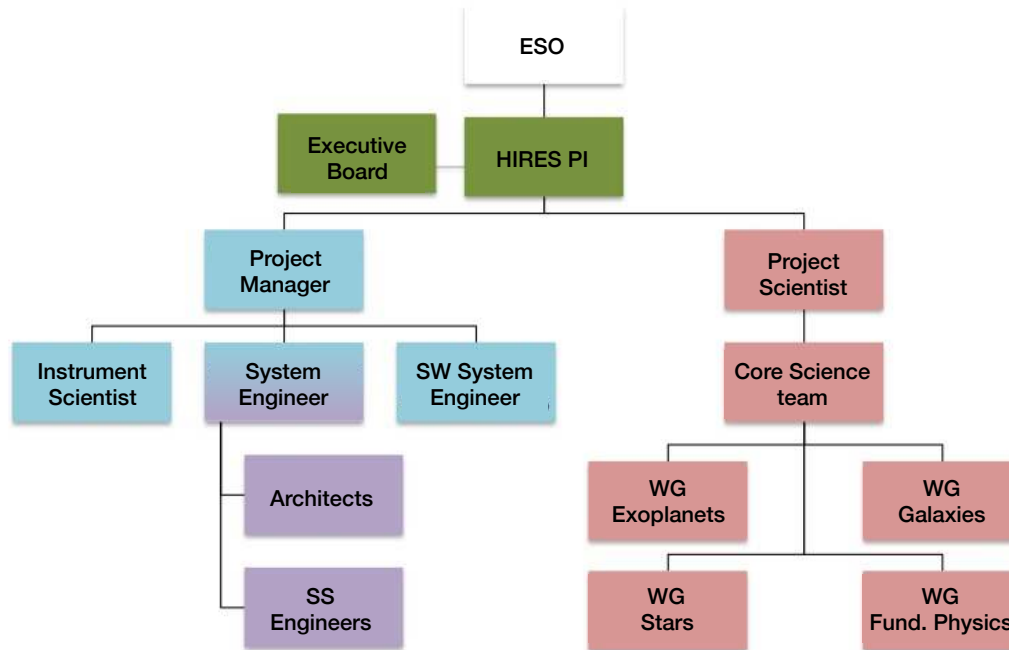 ESO
Executive
Board
HIRES PI
Project
Manager
Project
Scientist
Instrument
Scientist
System
Engineer
SW System
Engineer
Core Science
team
Architects
WG
Exoplanets
WG
Galaxies
SS
Engineers
WG
Stars
WG
Fund. Physics